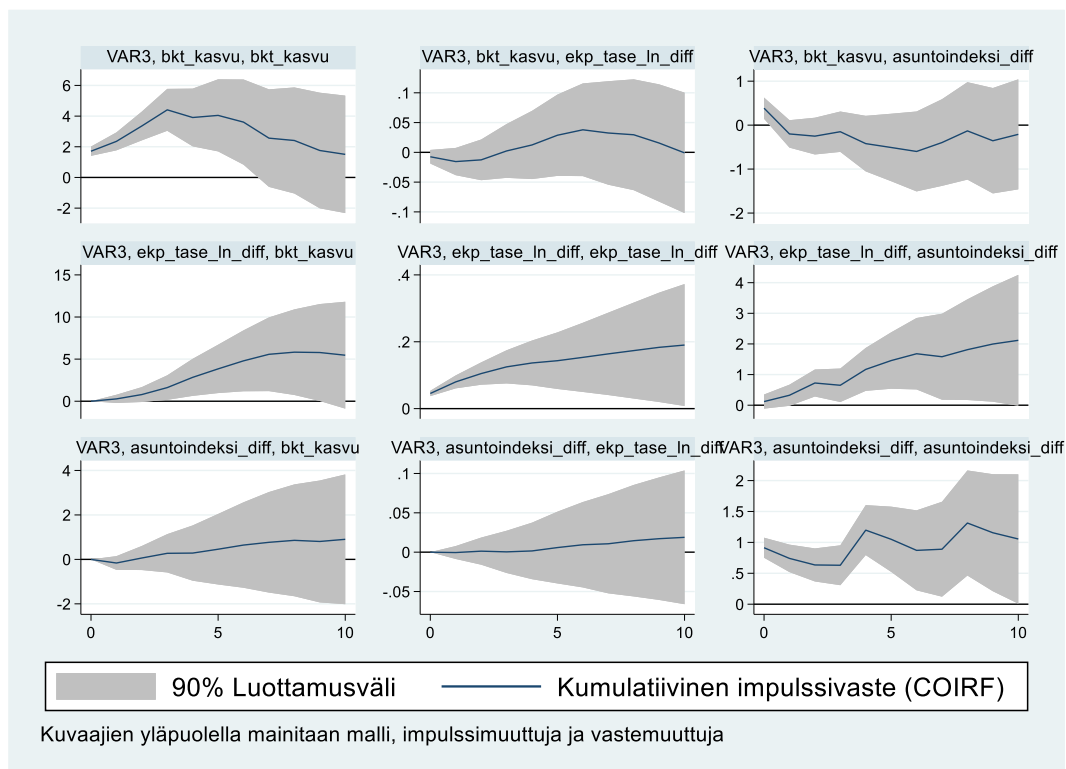 VAR3, bkt_kasvu, bkt_kasvu
VAR3, bkt_kasvu, ekp_tase_ln_diff
VAR3, bkt_kasvu, asuntoindeksi_diff
6
4
2
0
-2
.1
.05
0
-.05
-.1
1
0
-1
-2
VAR3, ekp_tase_ln_diff, bkt_kasvu
VAR3, ekp_tase_ln_diff, ekp_tase_ln_diff
VAR3, ekp_tase_ln_diff, asuntoindeksi_diff
15
10
5
0
.4
.2
0
4
3
2
1
0
VAR3, asuntoindeksi_diff, bkt_kasvu
VAR3, asuntoindeksi_diff, ekp_tase_ln_diff
VAR3, asuntoindeksi_diff, asuntoindeksi_diff
4
2
0
-2
.1
.05
0
-.05
2
1.5
1
.5
0
0 5 10
0 5 10
0 5 10
90% Luottamusväli
Kumulatiivinen impulssivaste (COIRF)
Kuvaajien yläpuolella mainitaan malli, impulssimuuttuja ja vastemuuttuja